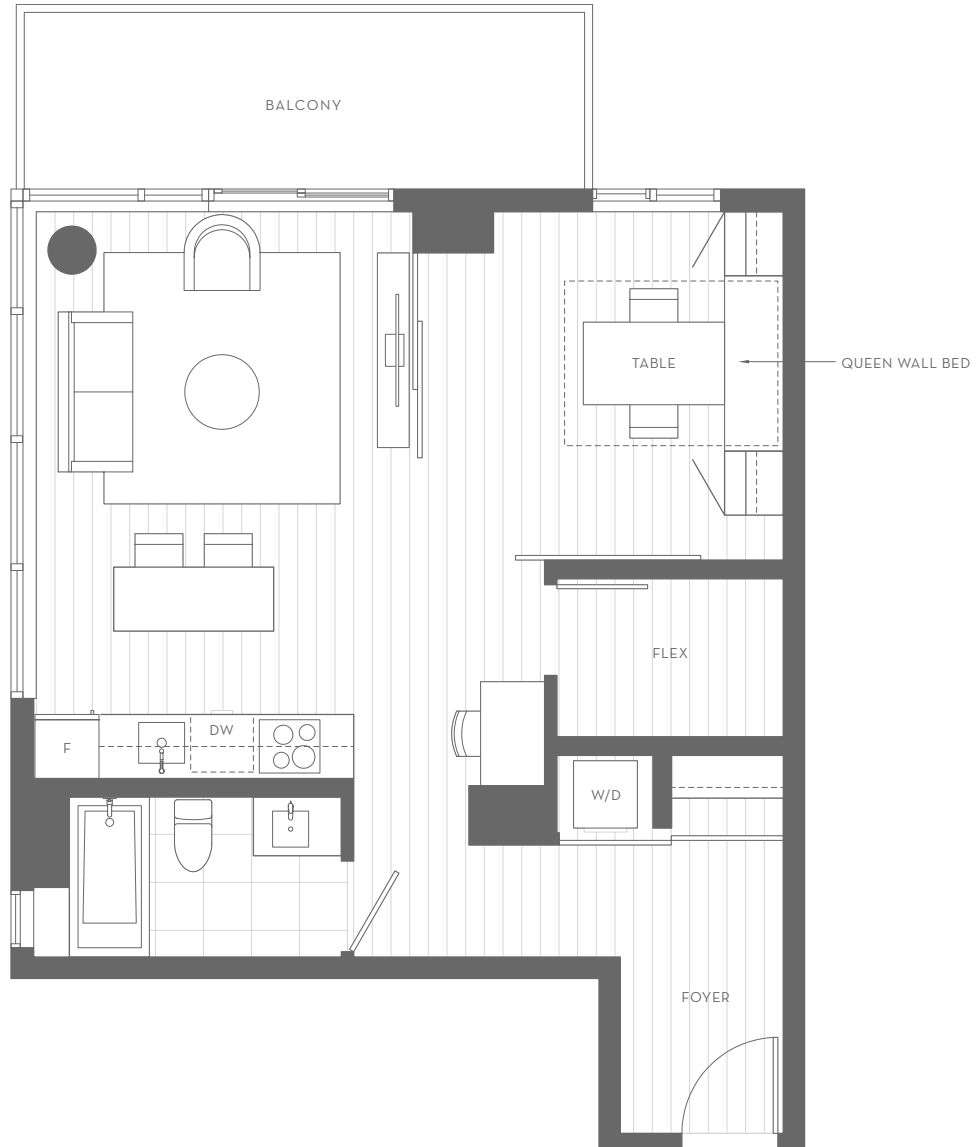 BALCONY
TABLE
QUEEN WALL BED
FLEX
DW
F
W/D
FOYER